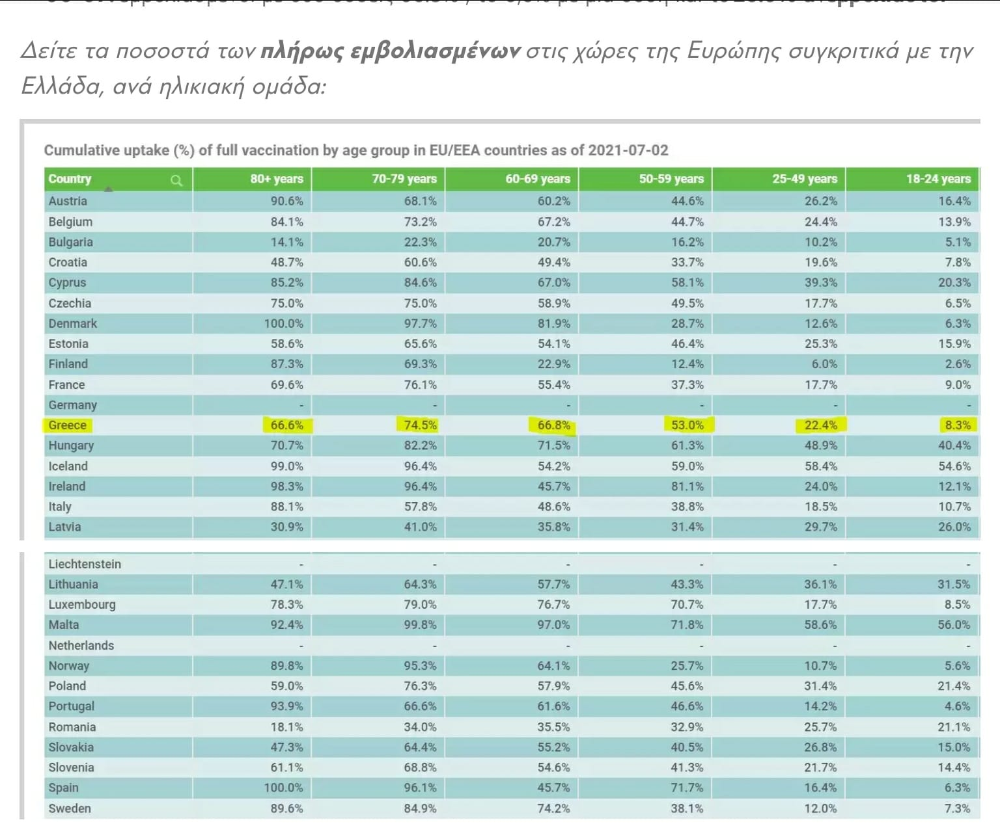 Δείτε τα ποσοστά των πλήρως εμβολιασμένων στις χώρες της Ευρώπης συγκριτικά με την
Ελλάδα, ανά ηλικιακή ομάδα:
Cumulative uptake (%) of full vaccination by age group in EU/EEA countries as of 2021-07-02
Country 80+ years 70-79 years 60-69 years 50-59 years 25-49 years 18-24 years
Austria 90.6% 68.1% 60.2% 44.6% 26.2% 16.4%
Belgium 84.1% 73.2% 67.2% 44.7% 24.4% 13.9%
Bulgaria 14.1% 22.3% 20.7% 16.2% 10.2% 5.1%
Croatia 48.7% 60.6% 49.4% 33.7% 19.6% 7.8%
Cyprus 85.2% 84.6% 67.0% 58.1% 39.3% 20.3%
Czechia 75.0% 75.0% 58.9% 49.5% 17.7% 6.5%
Denmark 100.0% 97.7% 81.9% 28.7% 12.6% 6.3%
Estonia 58.6% 65.6% 54.1% 46.4% 25.3% 15.9%
Finland 87.3% 69.3% 22.9% 12.4% 6.0% 2.6%
France 69.6% 76.1% 55.4% 37.3% 17.7% 9.0%
Germany - - - - - -
Greece 66.6% 74.5% 66.8% 53.0% 22.4% 8.3%
Hungary 70.7% 82.2% 71.5% 61.3% 48.9% 40.4%
Iceland 99.0% 96.4% 54.2% 59.0% 58.4% 54.6%
Ireland 98.3% 96.4% 45.7% 81.1% 24.0% 12.1%
Italy 88.1% 57.8% 48.6% 38.8% 18.5% 10.7%
Latvia 30.9% 41.0% 35.8% 31.4% 29.7% 26.0%
Liechtenstein - - - - - -
Lithuania 47.1% 64.3% 57.7% 43.3% 36.1% 31.5%
Luxembourg 78.3% 79.0% 76.7% 70.7% 17.7% 8.5%
Malta 92.4% 99.8% 97.0% 71.8% 58.6% 56.0%
Netherlands - - - - - -
Norway 89.8% 95.3% 64.1% 25.7% 10.7% 5.6%
Poland 59.0% 76.3% 57.9% 45.6% 31.4% 21.4%
Portugal 93.9% 66.6% 61.6% 46.6% 14.2% 4.6%
Romania 18.1% 34.0% 35.5% 32.9% 25.7% 21.1%
Slovakia 47.3% 64.4% 55.2% 40.5% 26.8% 15.0%
Slovenia 61.1% 68.8% 54.6% 41.3% 21.7% 14.4%
Spain 100.0% 96.1% 45.7% 71.7% 16.4% 6.3%
Sweden 89.6% 84.9% 74.2% 38.1% 12.0% 7.3%